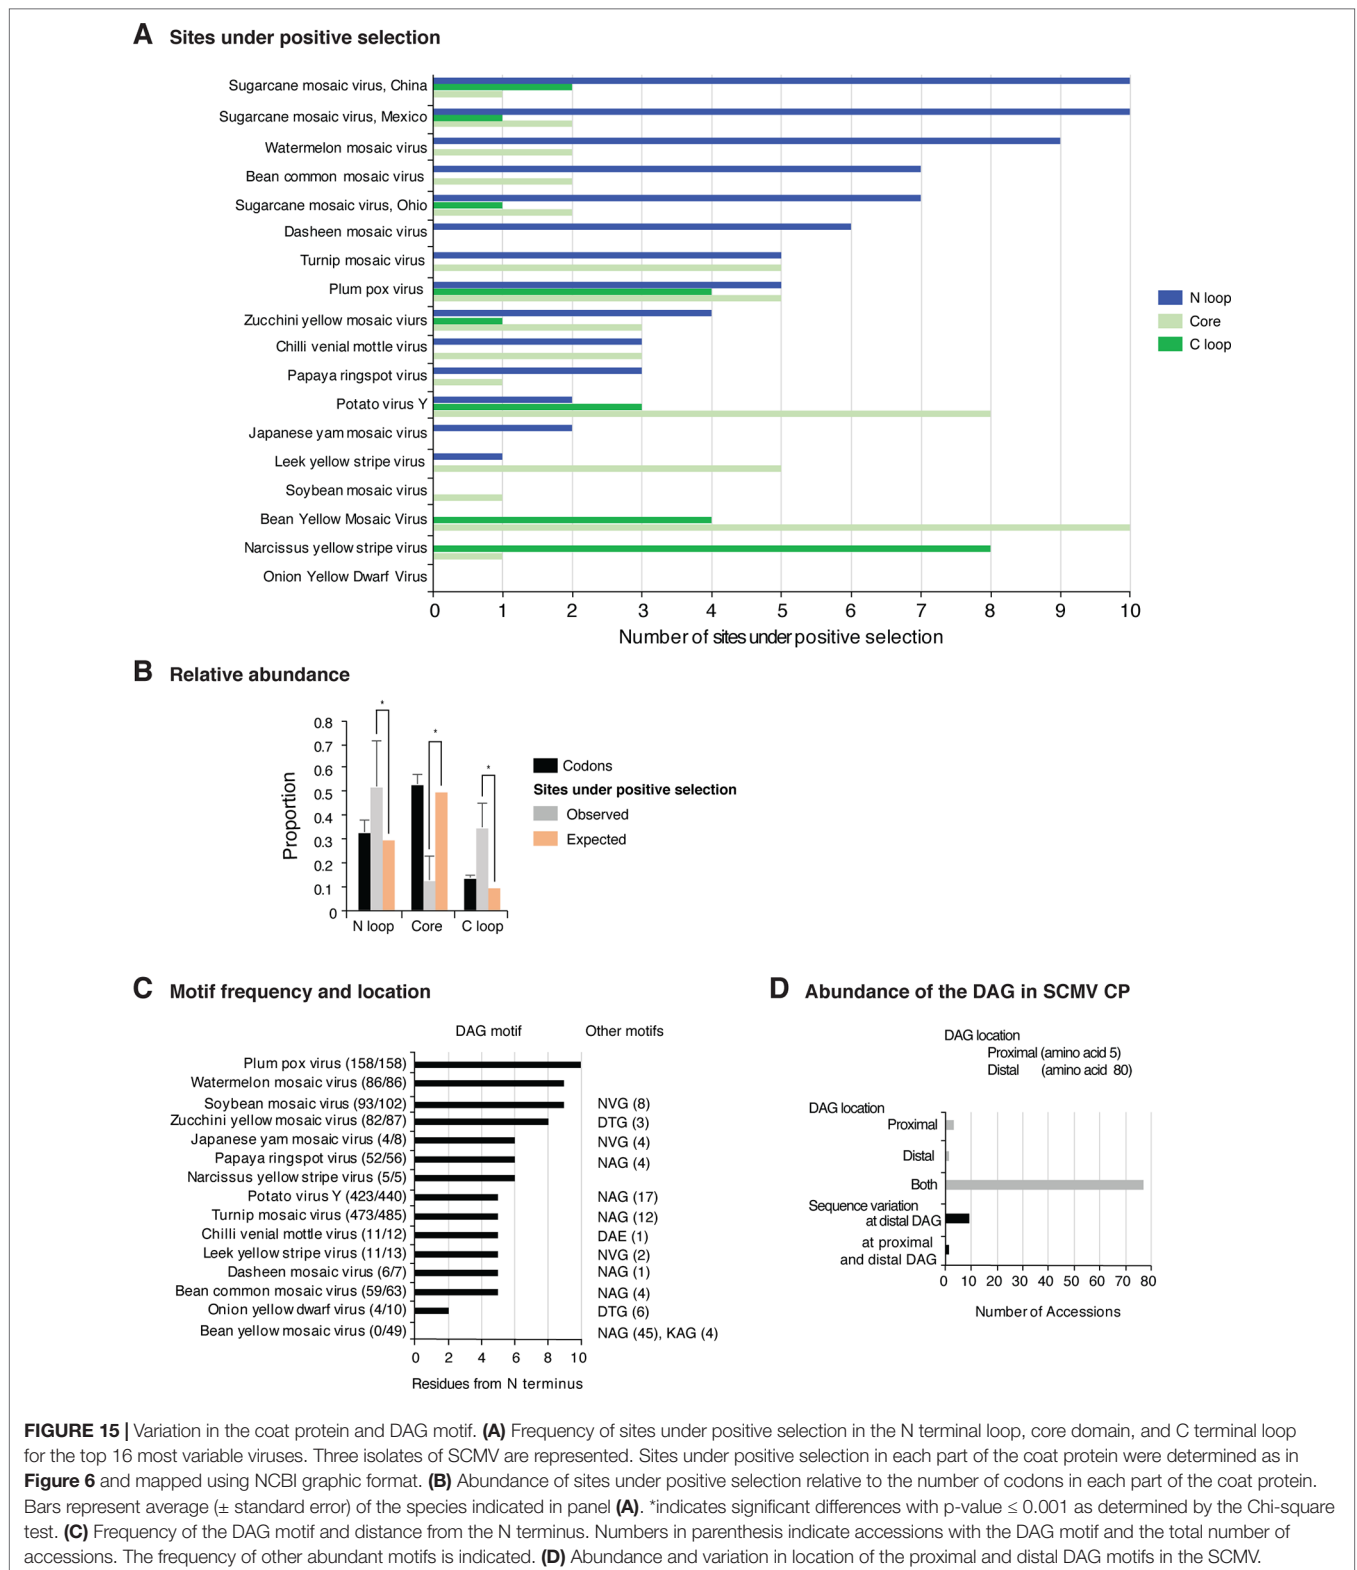 A Sites under positive selection
Sugarcane mosaic virus, China
Sugarcane mosaic virus, Mexico
Watermelon mosaic virus
Bean common mosaic virus
Sugarcane mosaic virus, Ohio
Dasheen mosaic virus
Turnip mosaic virus
Plum pox virus
Zucchini yellow mosaic viurs
Chilli venial mottle virus
Papaya ringspot virus
Potato virus Y
Japanese yam mosaic virus
Leek yellow stripe virus
Soybean mosaic virus
Bean Yellow Mosaic Virus
Narcissus yellow stripe virus
Onion Yellow Dwarf Virus
0 1 2 3 4 5 6 7 8 9 10
Number of sites under positive selection
N loop
Core
C loop
B Relative abundance
Proportion
0.8
0.7
0.6
0.5
0.4
0.3
0.2
0.1
0
* * *
N loop Core C loop
Codons
Sites under positive selection
Observed
Expected
C Motif frequency and location
DAG motif Other motifs
Plum pox virus (158/158)
Watermelon mosaic virus (86/86)
Soybean mosaic virus (93/102) NVG (8)
Zucchini yellow mosaic virus (82/87) DTG (3)
Japanese yam mosaic virus (4/8) NVG (4)
Papaya ringspot virus (52/56) NAG (4)
Narcissus yellow stripe virus (5/5)
Potato virus Y (423/440) NAG (17)
Turnip mosaic virus (473/485) NAG (12)
Chilli venial mottle virus (11/12) DAE (1)
Leek yellow stripe virus (11/13) NVG (2)
Dasheen mosaic virus (6/7) NAG (1)
Bean common mosaic virus (59/63) NAG (4)
Onion yellow dwarf virus (4/10) DTG (6)
Bean yellow mosaic virus (0/49) NAG (45), KAG (4)
0 2 4 6 8 10
Residues from N terminus
D Abundance of the DAG in SCMV CP
DAG location
Proximal (amino acid 5)
Distal (amino acid 80)
DAG location
Proximal
Distal
Both
Sequence variation
at distal DAG
at proximal
and distal DAG
0 10 20 30 40 50 60 70 80
Number of Accessions
FIGURE 15 | Variation in the coat protein and DAG motif. (A) Frequency of sites under positive selection in the N terminal loop, core domain, and C terminal loop
for the top 16 most variable viruses. Three isolates of SCMV are represented. Sites under positive selection in each part of the coat protein were determined as in
Figure 6 and mapped using NCBI graphic format. (B) Abundance of sites under positive selection relative to the number of codons in each part of the coat protein.
Bars represent average (± standard error) of the species indicated in panel (A). *indicates significant differences with p-value ≤ 0.001 as determined by the Chi-square
test. (C) Frequency of the DAG motif and distance from the N terminus. Numbers in parenthesis indicate accessions with the DAG motif and the total number of
accessions. The frequency of other abundant motifs is indicated. (D) Abundance and variation in location of the proximal and distal DAG motifs in the SCMV.